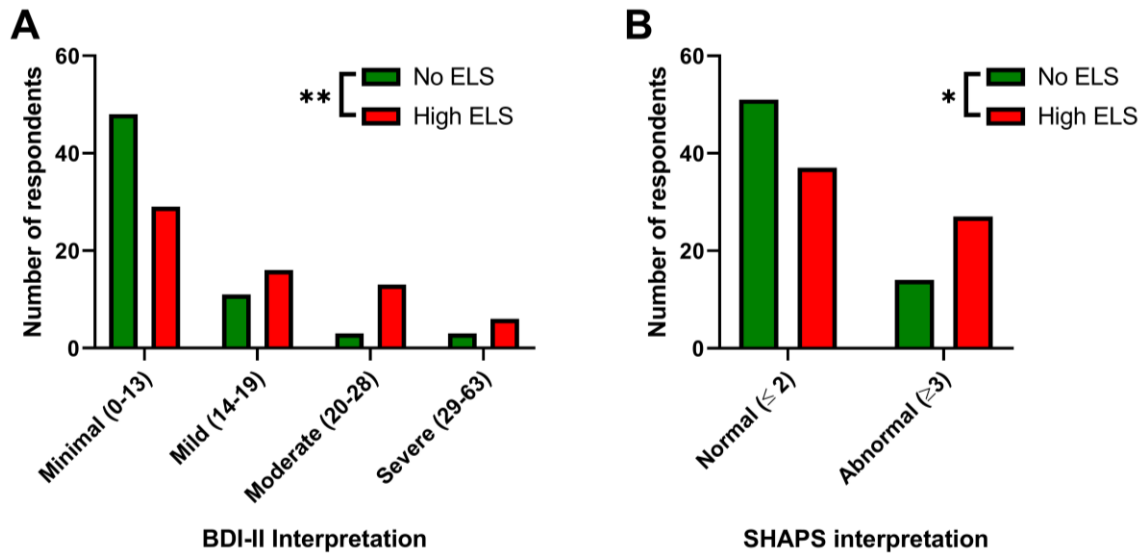 A
Number of respondents
60
40
20
0
**
No ELS
High ELS
Minimal (0-13)
Mild (14-19)
Moderate (20-28)
Severe (29-63)
BDI-II Interpretation
B
Number of respondents
60
40
20
0
*
No ELS
High ELS
Normal (≤ 2)
Abnormal (≥3)
SHAPS interpretation